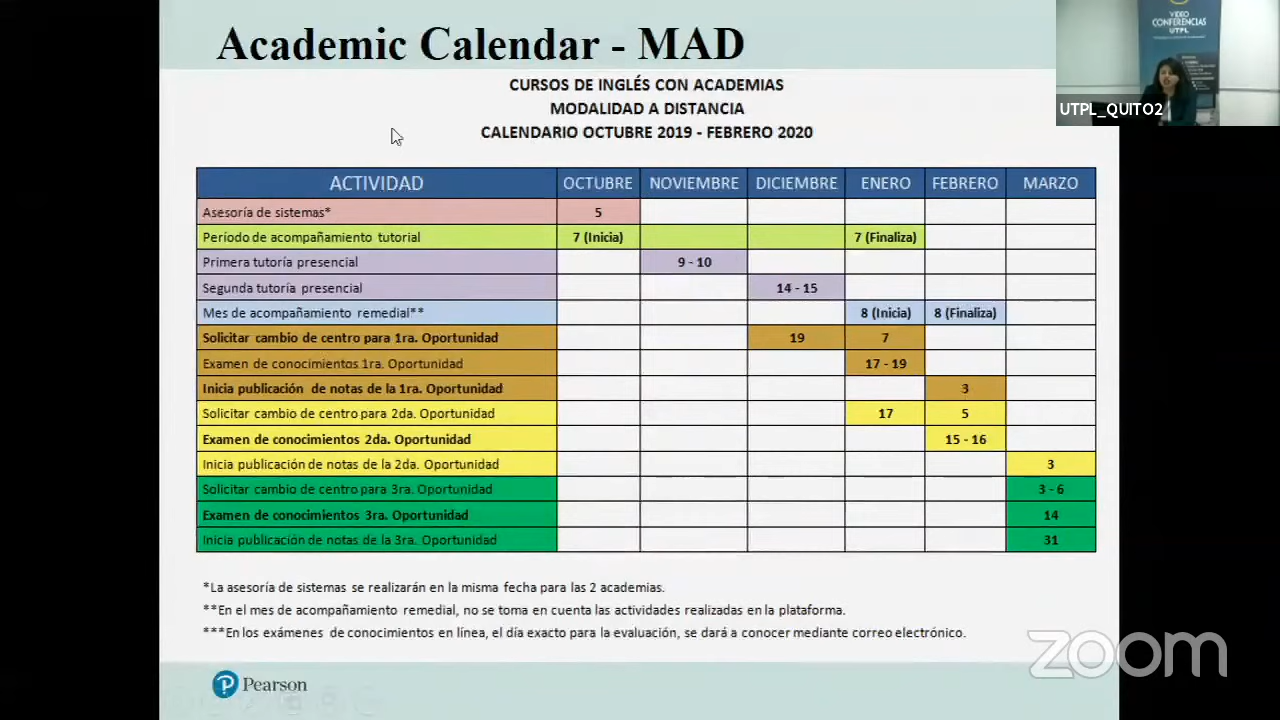 Academic Calendar - MAD
VIDEO
CONFERENCIAS
UTPL
UTPL_QUITO2
CURSOS DE INGLÉS CON ACADEMIAS
MODALIDAD A DISTANCIA
CALENDARIO OCTUBRE 2019 - FEBRERO 2020
ACTIVIDAD OCTUBRE NOVIEMBRE DICIEMBRE ENERO FEBRERO MARZO
Asesoría de sistemas* 5
Período de acompañamiento tutorial 7 (Inicia) 7 (Finaliza)
Primera tutoría presencial 9 - 10
Segunda tutoría presencial 14 - 15
Mes de acompañamiento remedial** 8 (Inicia) 8 (Finaliza)
Solicitar cambio de centro para 1ra. Oportunidad 19 7
Examen de conocimientos 1ra. Oportunidad 17 - 19
Inicia publicación de notas de la 1ra. Oportunidad 3
Solicitar cambio de centro para 2da. Oportunidad 17 5
Examen de conocimientos 2da. Oportunidad 15 - 16
Inicia publicación de notas de la 2da. Oportunidad 3
Solicitar cambio de centro para 3ra. Oportunidad 3 - 6
Examen de conocimientos 3ra. Oportunidad 14
Inicia publicación de notas de la 3ra. Oportunidad 31
*La asesoría de sistemas se realizarán en la misma fecha para las 2 academias.
**En el mes de acompañamiento remedial, no se toma en cuenta las actividades realizadas en la plataforma.
***En los exámenes de conocimientos en línea, el día exacto para la evaluación, se dará a conocer mediante correo electrónico.
zoom
Pearson